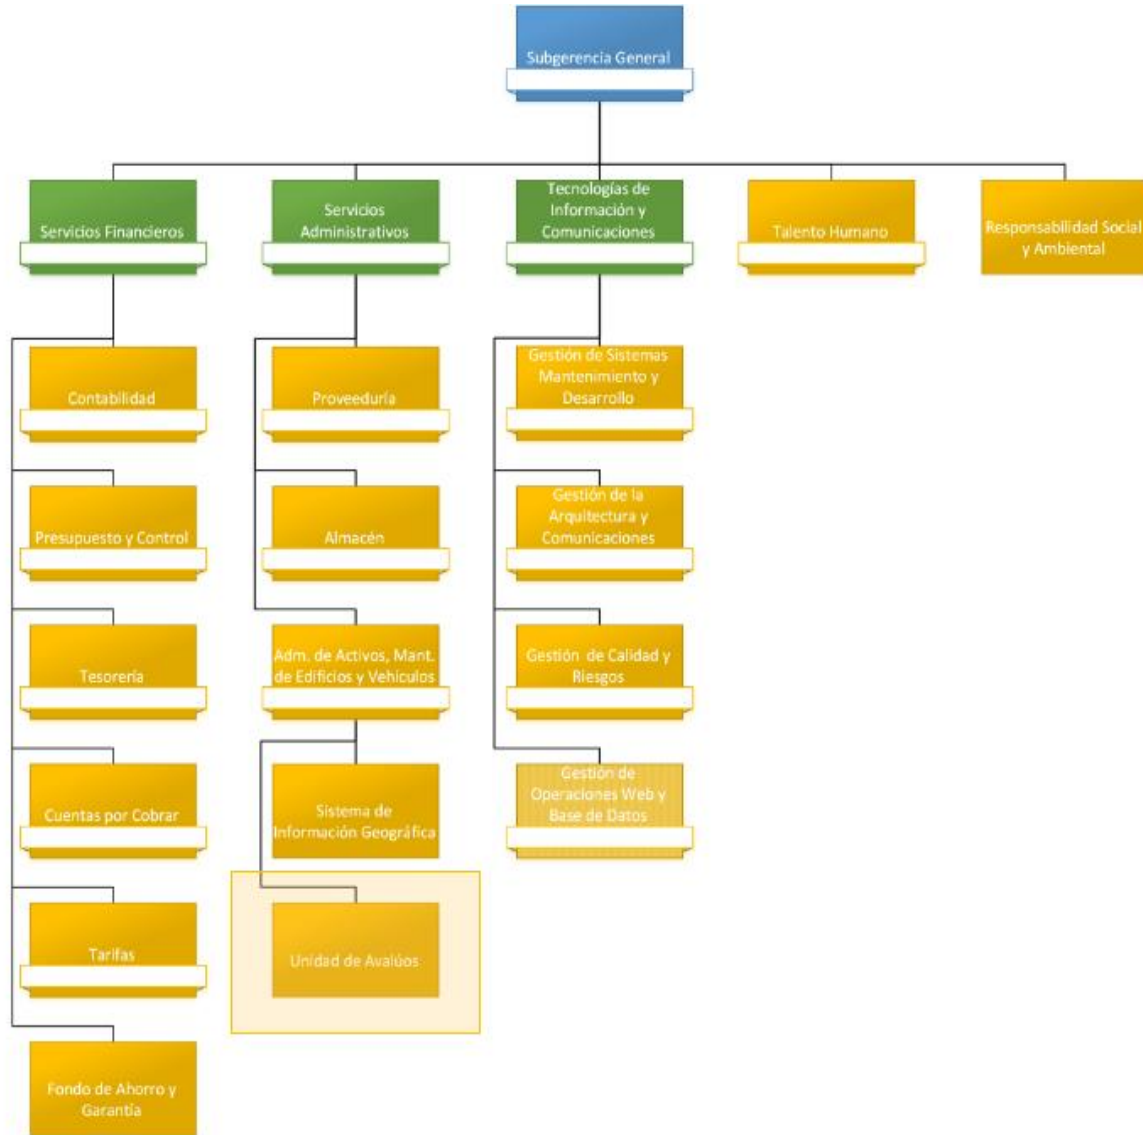 Subgerencia General
Servicios Financieros
Servicios
Administrativos
Tecnologías de
Información y
Comunicaciones
Talento Humano
Responsabilidad Social
y Ambiental
Contabilidad
Proveeduría
Gestión de Sistemas
Mantenimiento y
Desarrollo
Presupuesto y Control
Almacén
Gestión de la
Arquitectura y
Comunicaciones
Tesorería
Adm. de Activos, Mant.
de Edificios y Vehículos
Gestión de Calidad y
Riesgos
Cuentas por Cobrar
Sistema de
Información Geográfica
Gestión de
Operaciones Web y
Base de Datos
Tarifas
Unidad de Avalúos
Fondo de Ahorro y
Garantía